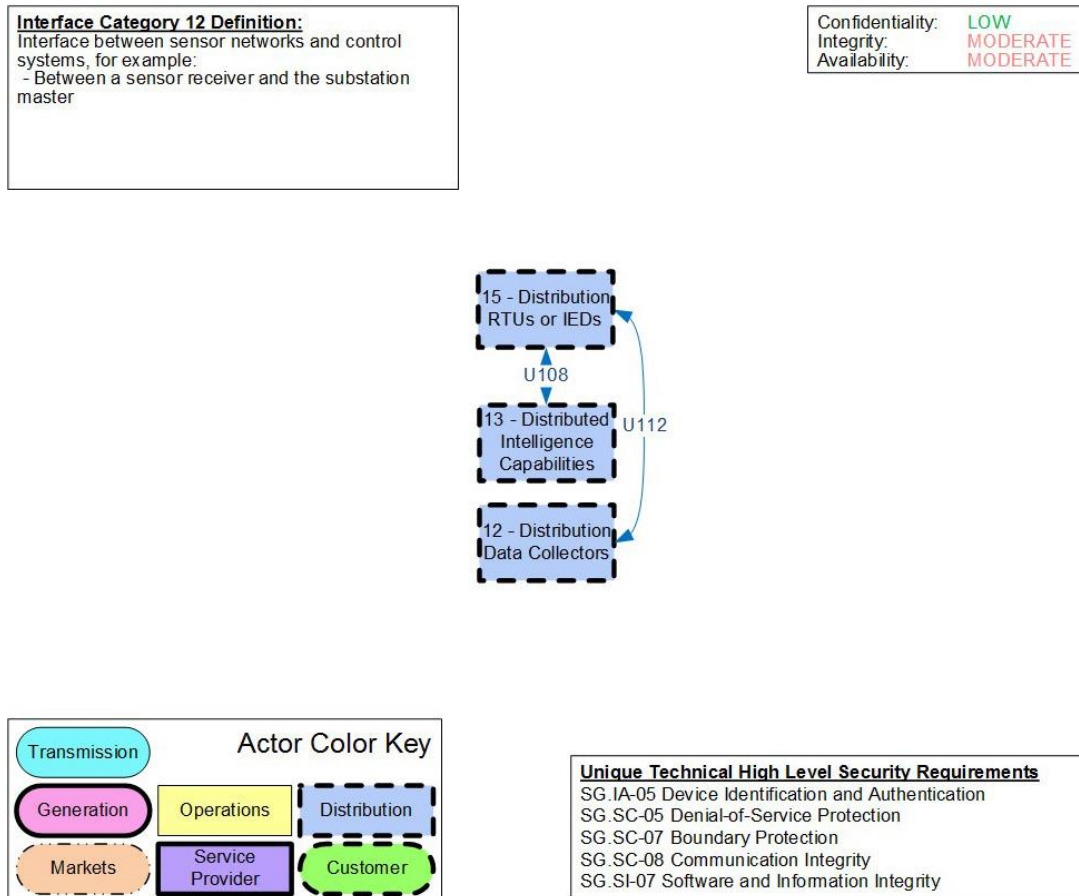 Interface Category 12 Definition:
Interface between sensor networks and control
systems, for example:
- Between a sensor receiver and the substation
master
Confidentiality: LOW
Integrity: MODERATE
Availability: MODERATE
15 - Distribution
RTUs or IEDs
U108
13 - Distributed
Intelligence
Capabilities
U112
12 - Distribution
Data Collectors
Actor Color Key
Transmission
Generation
Operations
Distribution
Markets
Service
Provider
Customer
Unique Technical High Level Security Requirements
SG.IA-05 Device Identification and Authentication
SG.SC-05 Denial-of-Service Protection
SG.SC-07 Boundary Protection
SG.SC-08 Communication Integrity
SG.SI-07 Software and Information Integrity